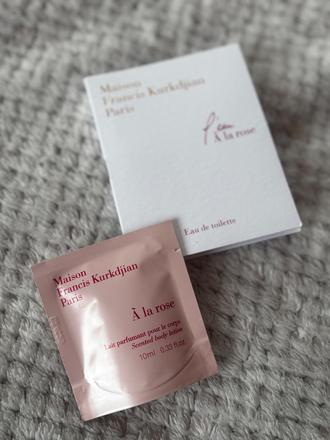 Maison
Francis Kurkdjian
Paris
l'eau
À la rose
Eau de toilette
Maison
Francis Kurkdjian
Paris
À la rose
Lait parfumant pour le corps
Scented body lotion
10ml 0.33 fl.oz.